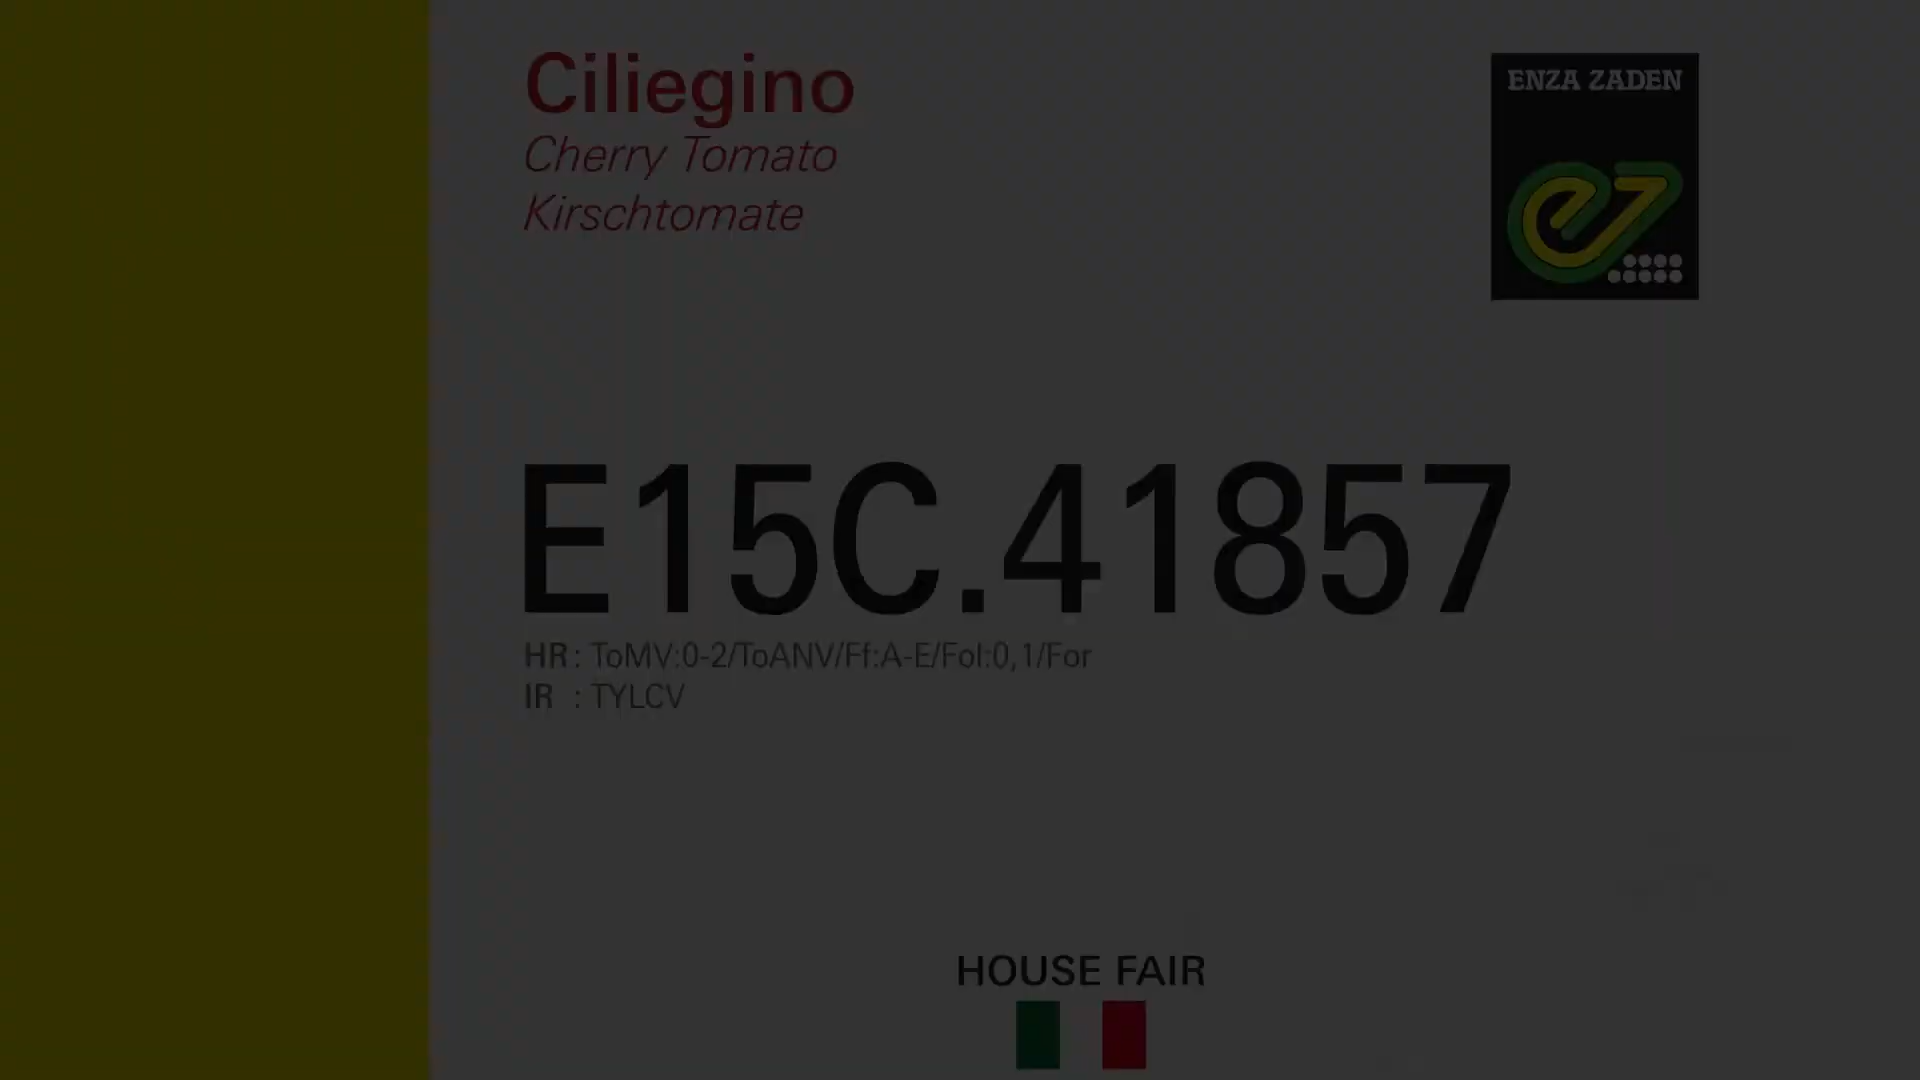 Ciliegino
Cherry Tomato
Kirschtomate
ENZA ZADEN
E15C.41857
HR: ToMV:0-2/ToANV/Ff:A-E/Fol:0,1/For
IR : TYLCV
HOUSE FAIR